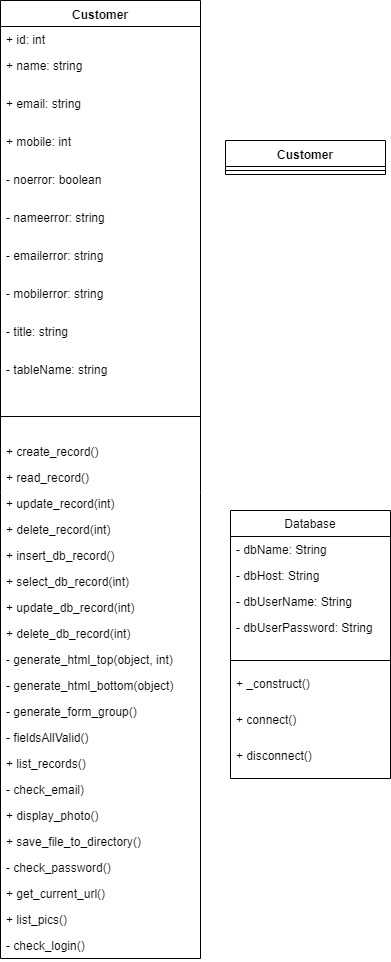 Customer
+ id: int
+ name: string
+ email: string
+ mobile: int
- noerror: boolean
- nameerror: string
- emailerror: string
- mobilerror: string
- title: string
- tableName: string
+ create_record()
+ read_record()
+ update_record(int)
+ delete_record(int)
+ insert_db_record()
+ select_db_record(int)
+ update_db_record(int)
+ delete_db_record(int)
- generate_html_top(object, int)
- generate_html_bottom(object)
- generate_form_group()
- fieldsAllValid()
+ list_records()
- check_email)
+ display_photo()
+ save_file_to_directory()
- check_password()
+ get_current_url()
+ list_pics()
- check_login()
Customer
Database
- dbName: String
- dbHost: String
- dbUserName: String
- dbUserPassword: String
+ _construct()
+ connect()
+ disconnect()